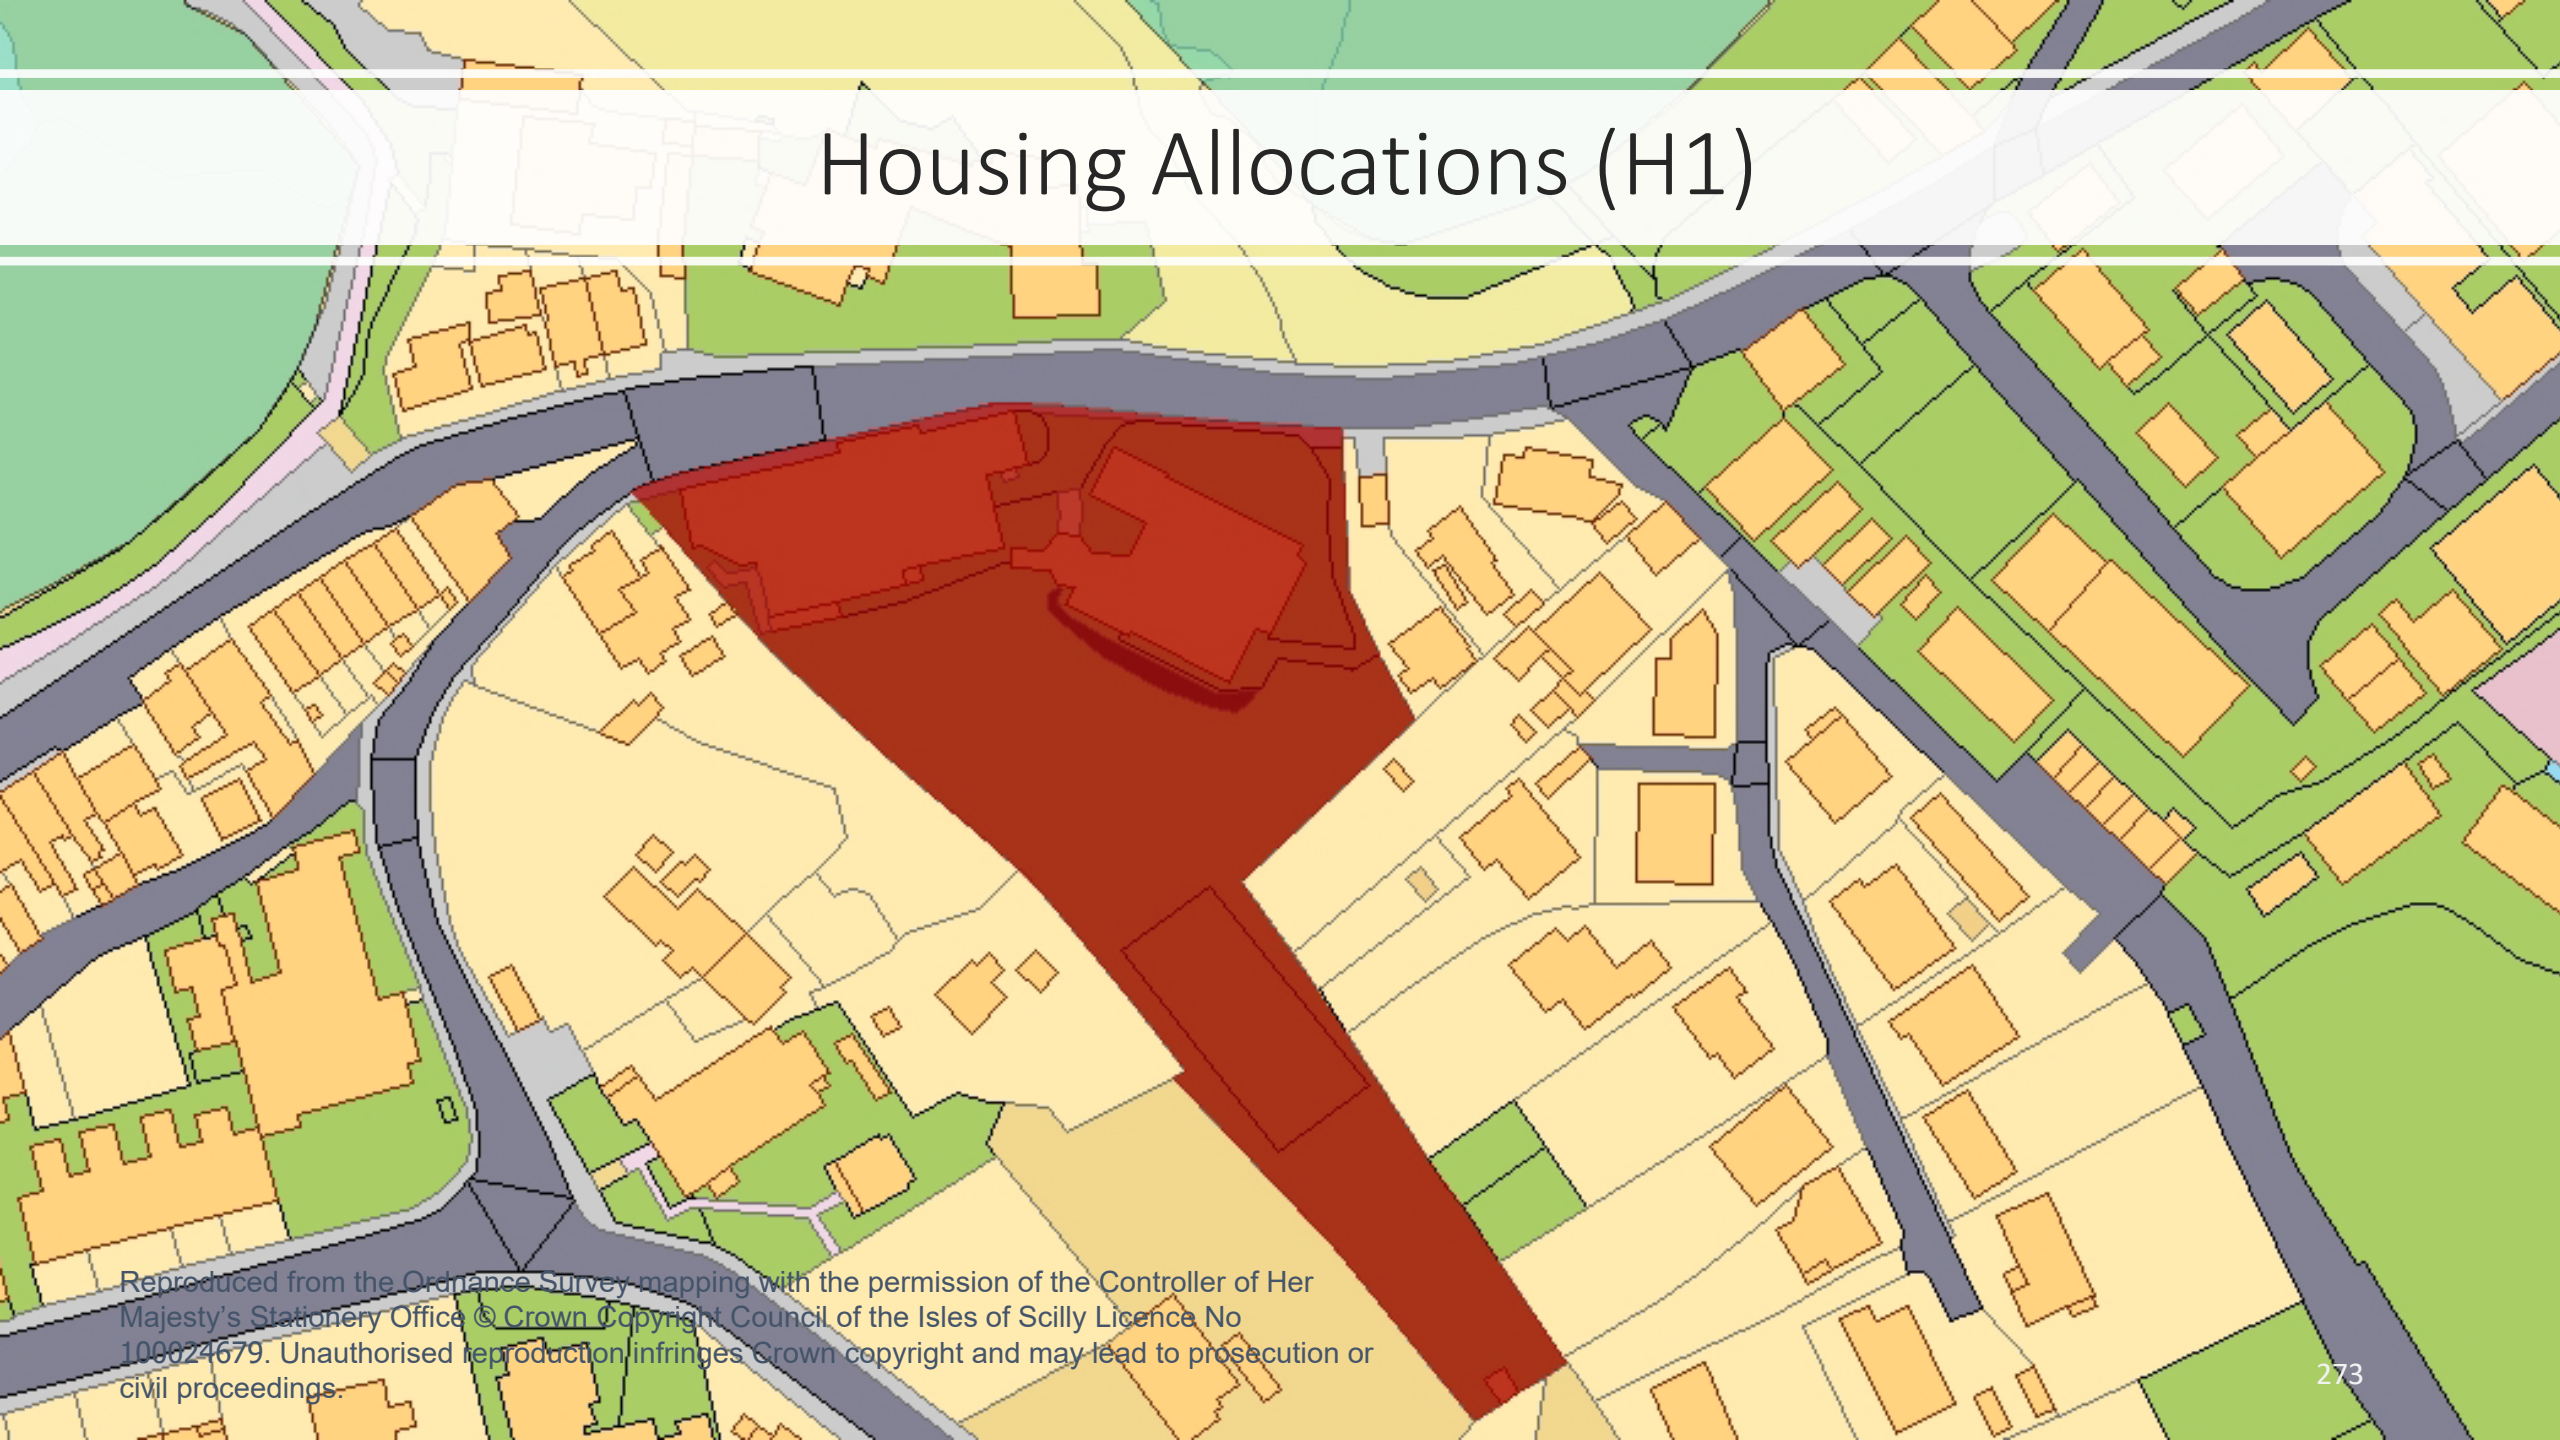 Housing Allocations (H1)
Reproduced from the Ordnance Survey mapping with the permission of the Controller of Her
Majesty’s Stationery Office © Crown Copyright Council of the Isles of Scilly Licence No
100024679. Unauthorised reproduction infringes Crown copyright and may lead to prosecution or
civil proceedings.
273